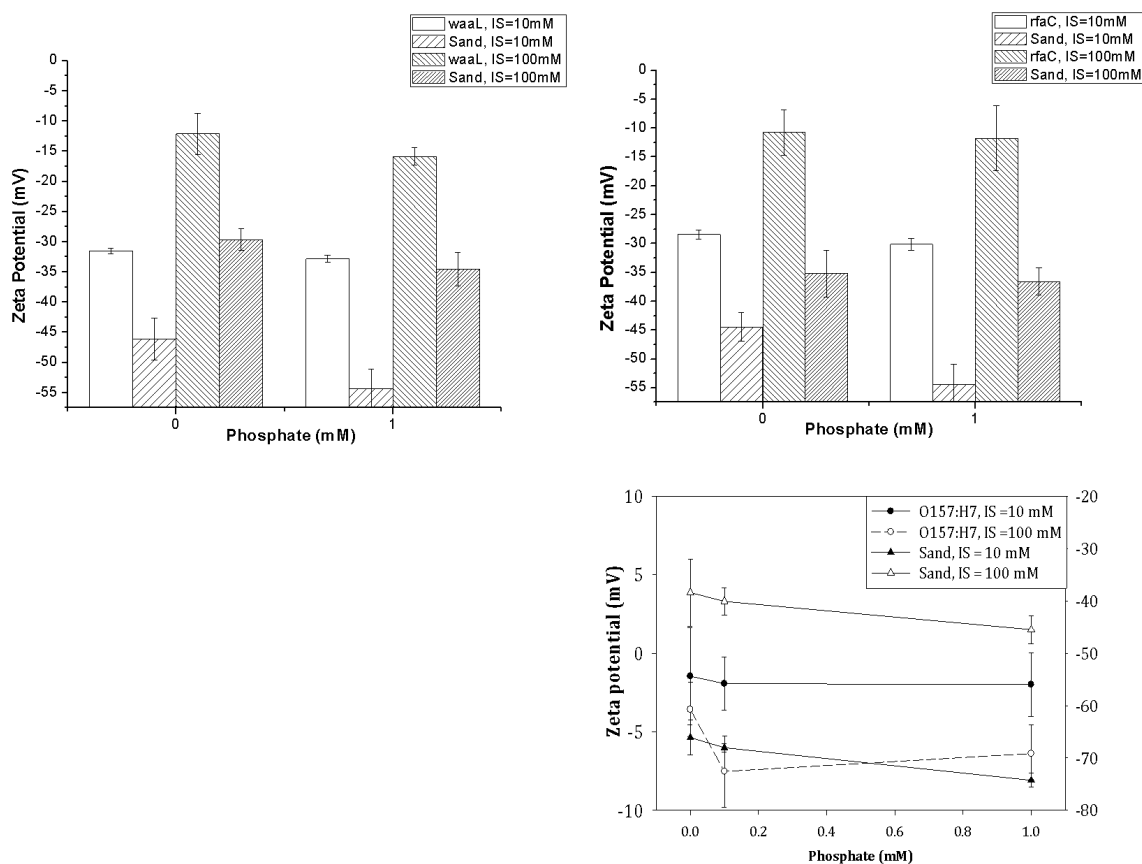 waaL, IS=10mM
Sand, IS=10mM
waaL, IS=100mM
Sand, IS=100mM
0
-5
-10
-15
-20
-25
-30
-35
-40
-45
-50
-55
Zeta Potential (mV)
0
1
Phosphate (mM)
rfaC, IS=10mM
Sand, IS=10mM
rfaC, IS=100mM
Sand, IS=100mM
0
-5
-10
-15
-20
-25
-30
-35
-40
-45
-50
-55
Zeta Potential (mV)
0
1
Phosphate (mM)
O157:H7, IS =10 mM
O157:H7, IS =100 mM
Sand, IS = 10 mM
Sand, IS = 100 mM
10
5
0
-5
-10
Zeta potential (mV)
-20
-30
-40
-50
-60
-70
-80
0.0
0.2
0.4
0.6
0.8
1.0
Phosphate (mM)